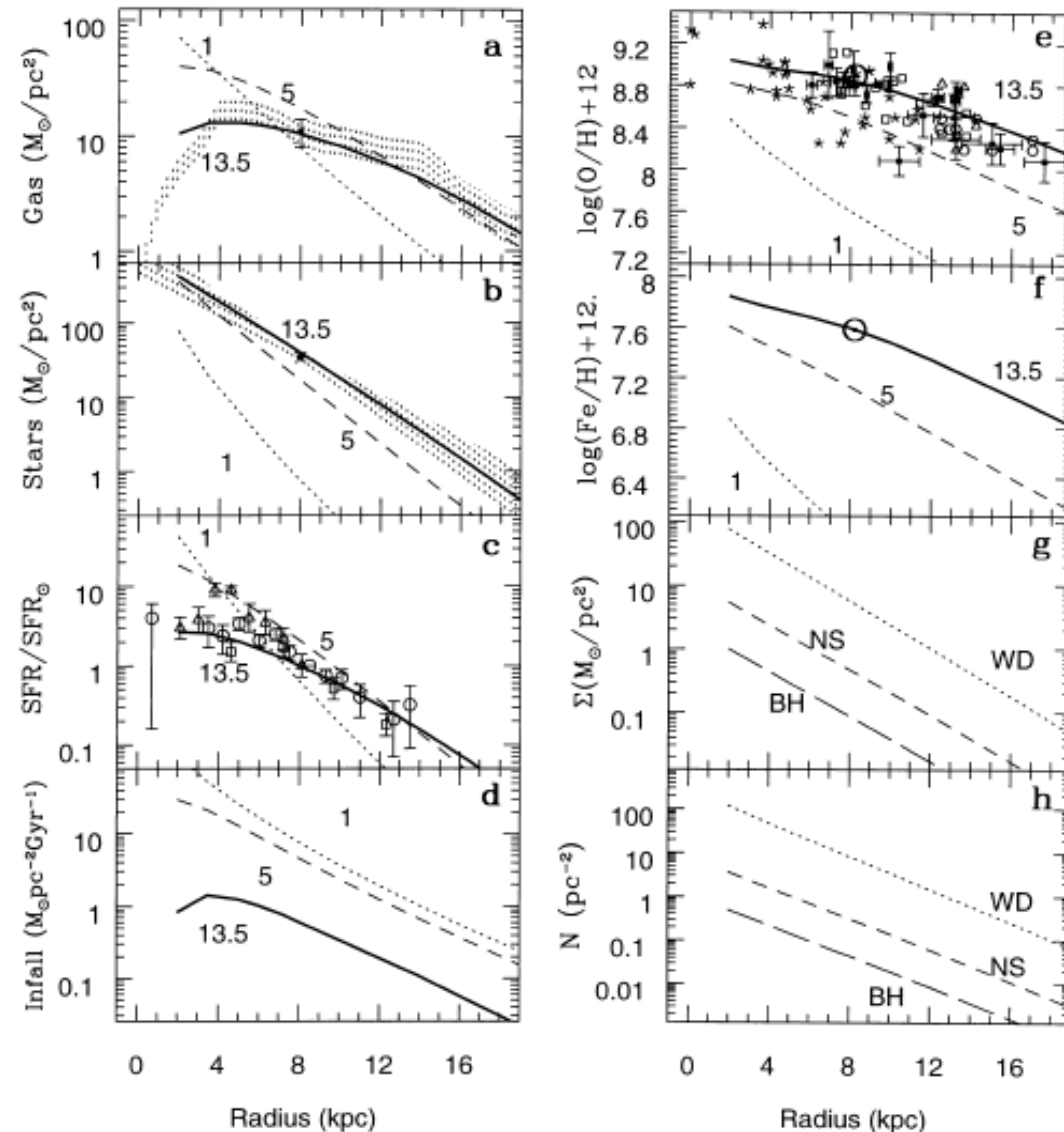 Gas (M⊙/pc²)
100
10
1
a
1
5
13.5
Stars (M⊙/pc²)
100
10
1
b
13.5
5
1
SFR/SFR⊙
10
1
0.1
c
1
5
13.5
Infall (M⊙pc⁻²Gyr⁻¹)
10
1
0.1
d
1
5
13.5
0 4 8 12 16
Radius (kpc)
log(O/H)+12
9.2
8.8
8.4
8
7.6
7.2
e
13.5
5
1
log(Fe/H)+12.
8
7.6
7.2
6.8
6.4
f
13.5
5
1
Σ(M⊙/pc²)
100
10
1
0.1
g
NS
WD
BH
N (pc⁻²)
100
10
1
0.1
0.01
h
WD
NS
BH
0 4 8 12 16
Radius (kpc)